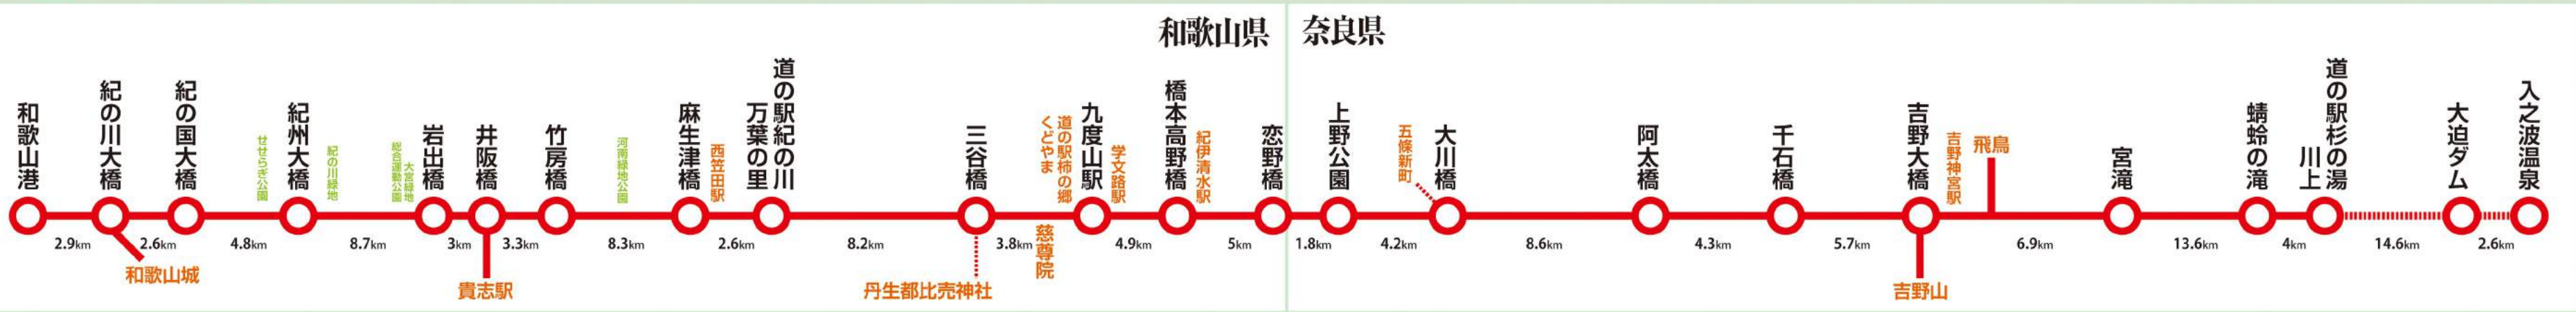 和歌山県
奈良県
和歌山港
紀の川大橋
紀の国大橋
せせらぎ公園
紀州大橋
紀の川緑地
大宮緑地
総合運動公園
岩出橋
井阪橋
竹房橋
河南緑地公園
麻生津橋
西笠田駅
道の駅紀の川
万葉の里
三谷橋
道の駅柿の郷
くどやま
九度山駅
学文路駅
橋本高野橋
紀伊清水駅
恋野橋
上野公園
五條新町
大川橋
阿太橋
千石橋
吉野大橋
吉野神宮駅
飛鳥
宮滝
蜻蛉の滝
道の駅杉の湯
川上
大迫ダム
入之波温泉
2.9km
2.6km
4.8km
8.7km
3km
3.3km
8.3km
2.6km
8.2km
3.8km
4.9km
5km
1.8km
4.2km
8.6km
4.3km
5.7km
6.9km
13.6km
4km
14.6km
2.6km
和歌山城
貴志駅
丹生都比売神社
慈尊院
吉野山